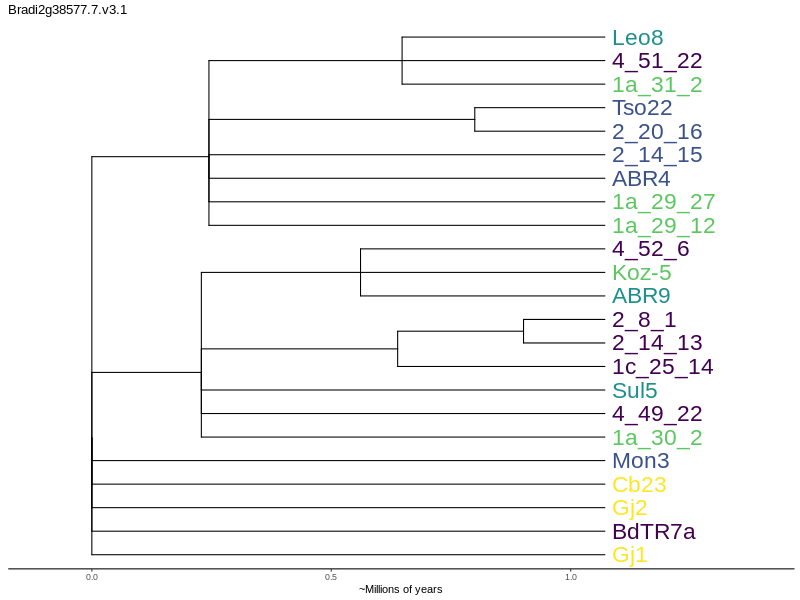 Bradi2g38577.7.v3.1
Leo8
4_51_22
1a_31_2
Tso22
2_20_16
2_14_15
ABR4
1a_29_27
1a_29_12
4_52_6
Koz-5
ABR9
2_8_1
2_14_13
1c_25_14
Sul5
4_49_22
1a_30_2
Mon3
Cb23
Gj2
BdTR7a
Gj1
0.0 0.5 1.0
~Millions of years